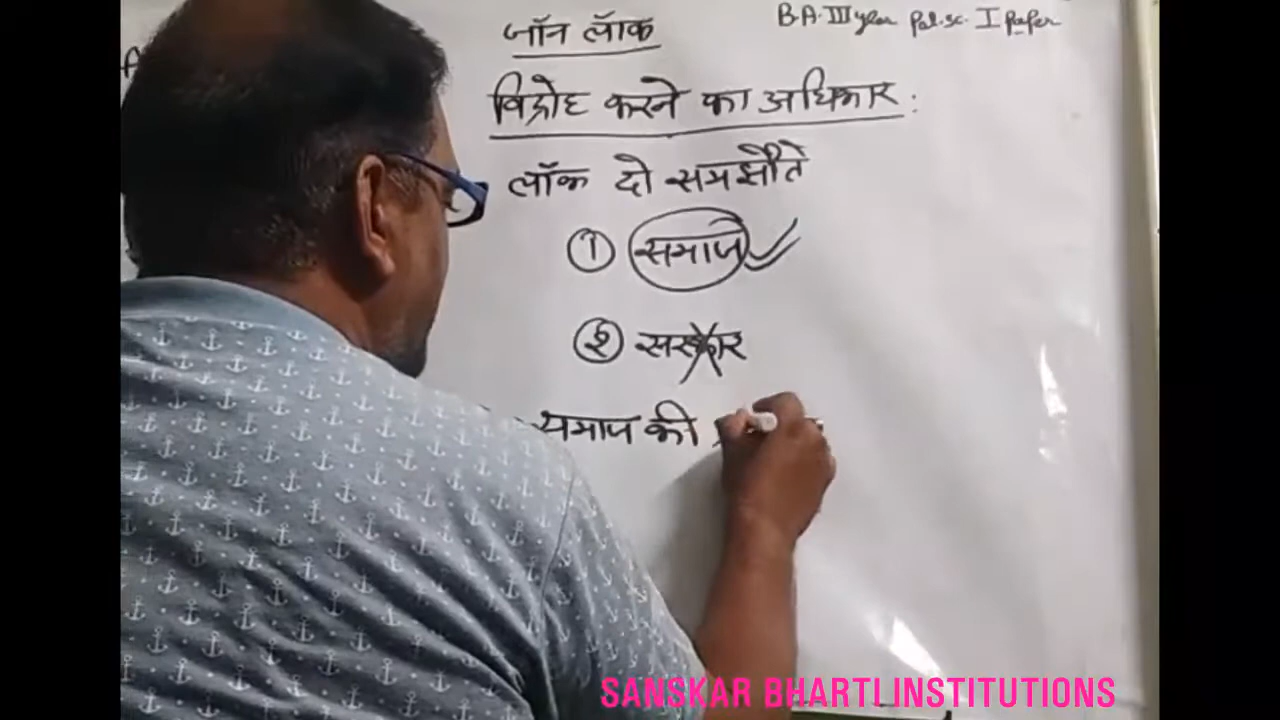 जॉन लॉक
B.A. III year Pol.sc. I Paper
विद्रोह करने का अधिकार:
लॉक दो समझौते
① समाज
② सरकार
समाज की
SANSKAR BHARTI INSTITUTIONS